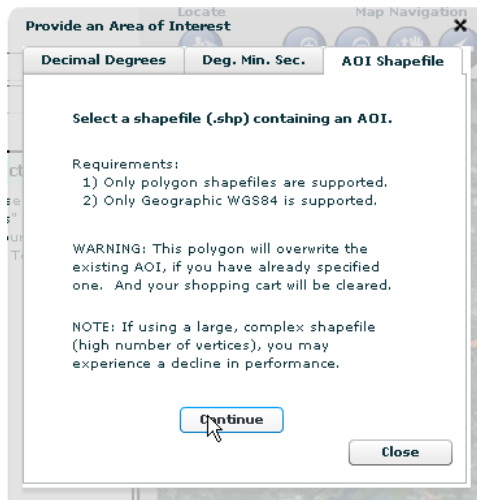 Locate Map Navigation
Provide an Area of Interest
Decimal Degrees Deg. Min. Sec. AOI Shapefile
Select a shapefile (.shp) containing an AOI.
Requirements:
1) Only polygon shapefiles are supported.
2) Only Geographic WGS84 is supported.
WARNING: This polygon will overwrite the
existing AOI, if you have already specified
one. And your shopping cart will be cleared.
NOTE: If using a large, complex shapefile
(high number of vertices), you may
experience a decline in performance.
Continue
Close